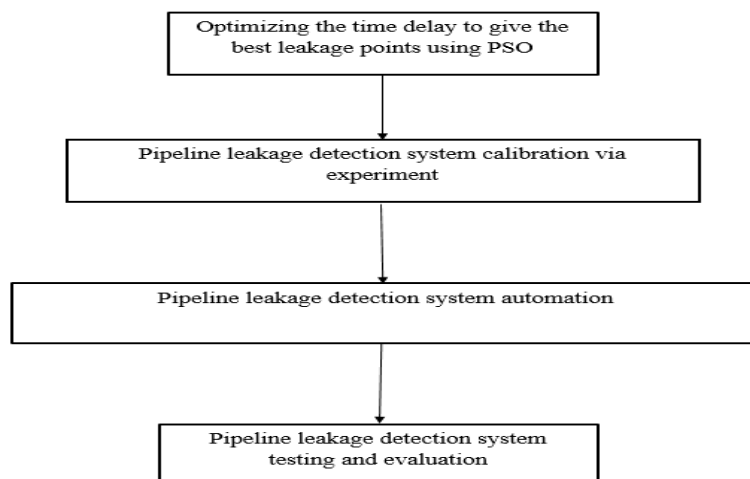 Optimizing the time delay to give the
best leakage points using PSO
Pipeline leakage detection system calibration via
experiment
Pipeline leakage detection system automation
Pipeline leakage detection system
testing and evaluation